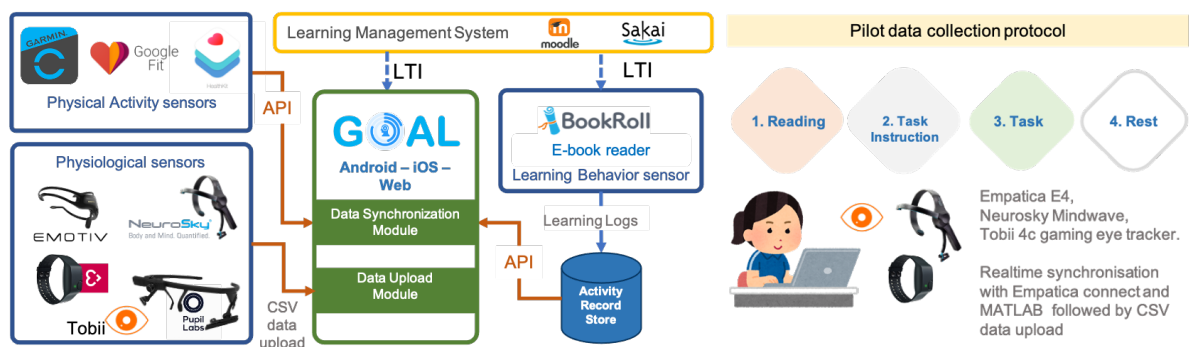 GARMIN.
Google
Fit
HealthKit
Physical Activity sensors
API
Physiological sensors
EMOTIV
NeuroSky
Body and Mind. Quantified.
Tobii
Pupil
Labs
CSV
data
upload
Learning Management System
moodle
Sakai
LTI
LTI
GOAL
Android – iOS –
Web
Data Synchronization
Module
Data Upload
Module
BookRoll
E-book reader
Learning Behavior sensor
Learning Logs
API
Activity
Record
Store
Pilot data collection protocol
1. Reading
2. Task
Instruction
3. Task
4. Rest
Empatica E4,
Neurosky Mindwave,
Tobii 4c gaming eye tracker.
Realtime synchronisation
with Empatica connect and
MATLAB followed by CSV
data upload